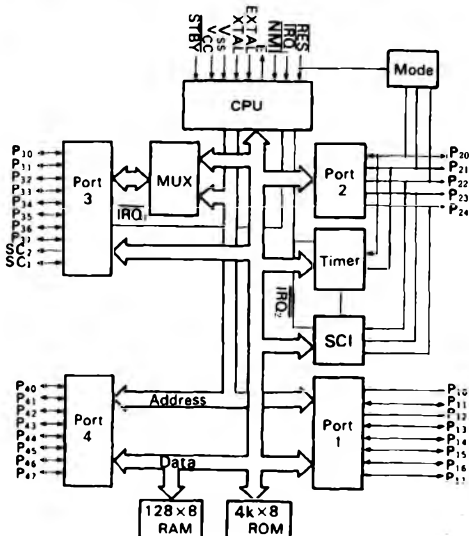 STBY
VCC
VSS
XTAL
EXTAL
E
NMI
IRQ
RES
Mode
CPU
P10
P11
P32
P33
P34
P35
P36
P37
SC2
SC1
Port 3
MUX
IRQ1
Port 2
P20
P21
P22
P23
P24
Timer
IRQ2
SCI
P40
P41
P42
P43
P44
P45
P46
P47
Port 4
Address
Data
Port 1
P10
P11
P12
P13
P14
P15
P16
P11
128×8 RAM
4k×8 ROM